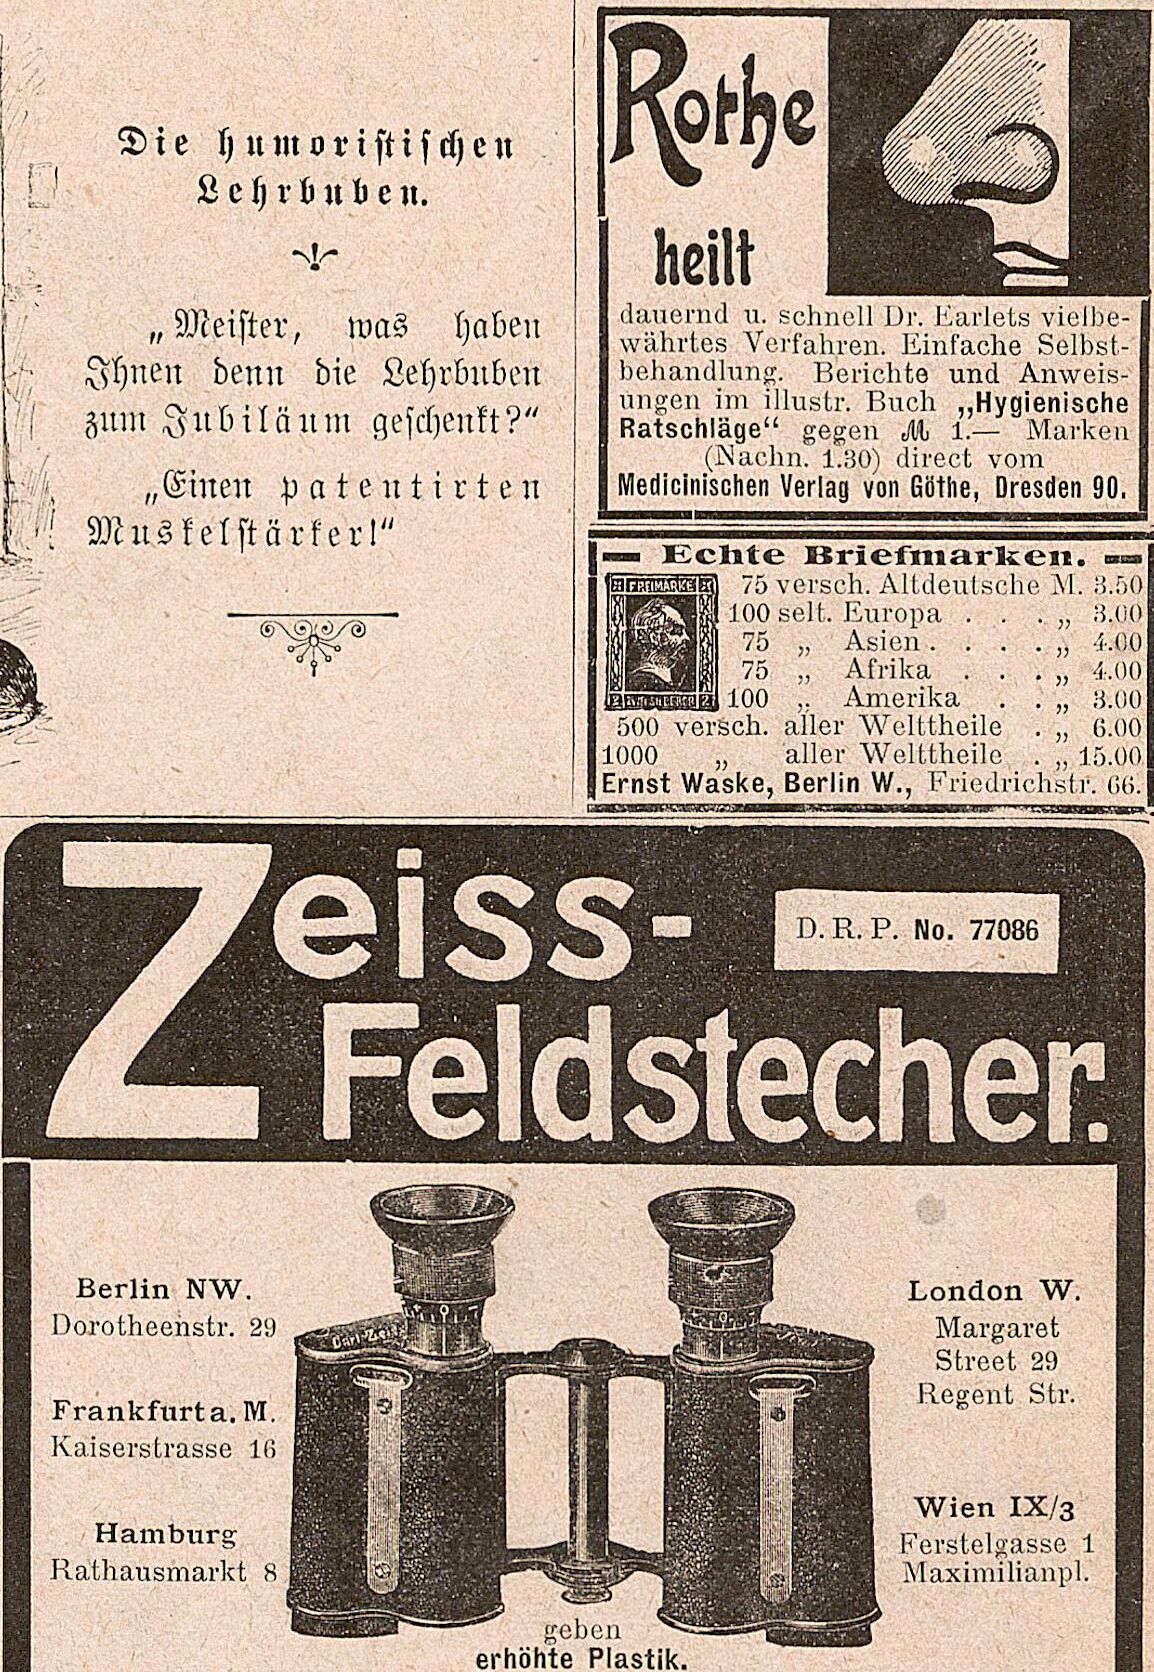 Die humoristischen
Lehrbuben.
„Meister, was haben
Ihnen denn die Lehrbuben
zum Jubiläum geschenkt?“
„Einen patentirten
Muskelstärker!“
Rothe
heilt
dauernd u. schnell Dr. Earlets vielbe-
währtes Verfahren. Einfache Selbst-
behandlung. Berichte und Anweis-
ungen im illustr. Buch „Hygienische
Ratschläge“ gegen ℳ 1.— Marken
(Nachn. 1.30) direct vom
Medicinischen Verlag von Göthe, Dresden 90.
Echte Briefmarken.
FREIMARKE
2 2
75 versch. Altdeutsche M. 3.50
100 selt. Europa . . . „ 3.00
75 „ Asien . . . . „ 4.00
75 „ Afrika . . . „ 4.00
100 „ Amerika . . „ 3.00
500 versch. aller Welttheile . „ 6.00
1000 „ aller Welttheile . „ 15.00
Ernst Waske, Berlin W., Friedrichstr. 66.
Zeiss-
D. R. P. No. 77086
Feldstecher.
Berlin NW.
Dorotheenstr. 29
Frankfurt a. M.
Kaiserstrasse 16
Hamburg
Rathausmarkt 8
Carl Zeiss
London W.
Margaret
Street 29
Regent Str.
Wien IX/3
Ferstelgasse 1
Maximilianpl.
geben
erhöhte Plastik.